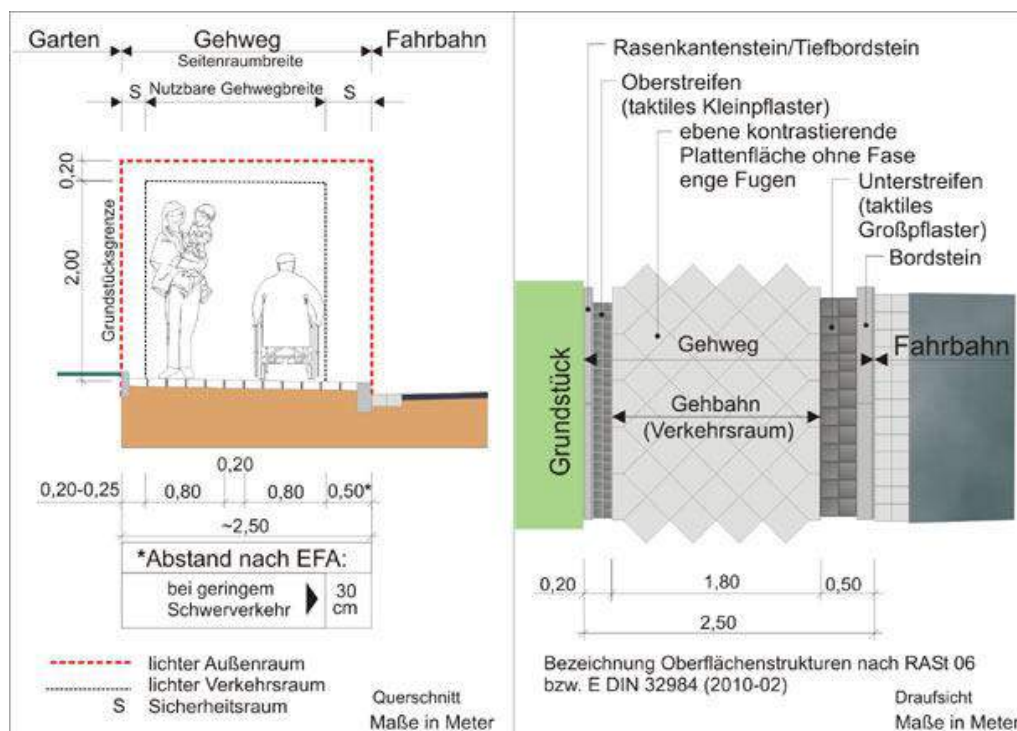 Garten Gehweg Fahrbahn
Seitenraumbreite
S Nutzbare Gehwegbreite S
0,20
2,00
Grundstücksgrenze
0,20
0,20-0,25 0,80 0,80 0,50*
~2,50
*Abstand nach EFA:
bei geringem 30
Schwerverkehr cm
lichter Außenraum
lichter Verkehrsraum
S Sicherheitsraum
Querschnitt
Maße in Meter
Rasenkantenstein/Tiefbordstein
Oberstreifen
(taktiles Kleinpflaster)
ebene kontrastierende
Plattenfläche ohne Fase
enge Fugen
Unterstreifen
(taktiles
Großpflaster)
Bordstein
Grundstück
Gehweg
Fahrbahn
Gehbahn
(Verkehrsraum)
0,20 1,80 0,50
2,50
Bezeichnung Oberflächenstrukturen nach RASt 06
bzw. E DIN 32984 (2010-02)
Draufsicht
Maße in Meter